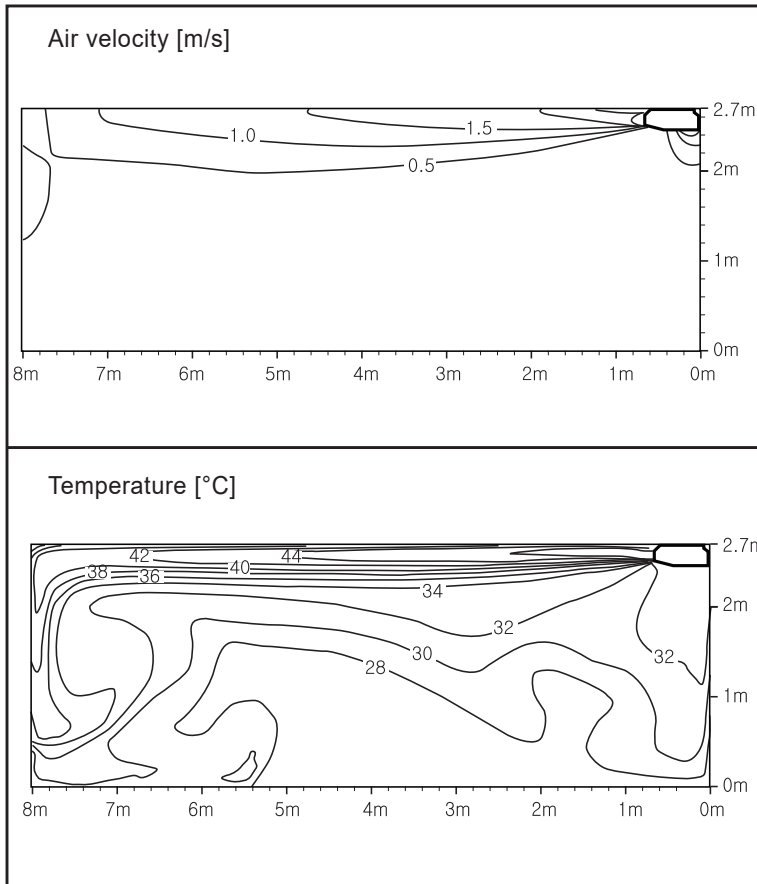 Air velocity [m/s]
2.7m
1.5
1.0
0.5
2m
1m
0m
8m 7m 6m 5m 4m 3m 2m 1m 0m
Temperature [°C]
2.7m
42 44
38 40
36
34
2m
32
30
32
28
1m
0m
8m 7m 6m 5m 4m 3m 2m 1m 0m